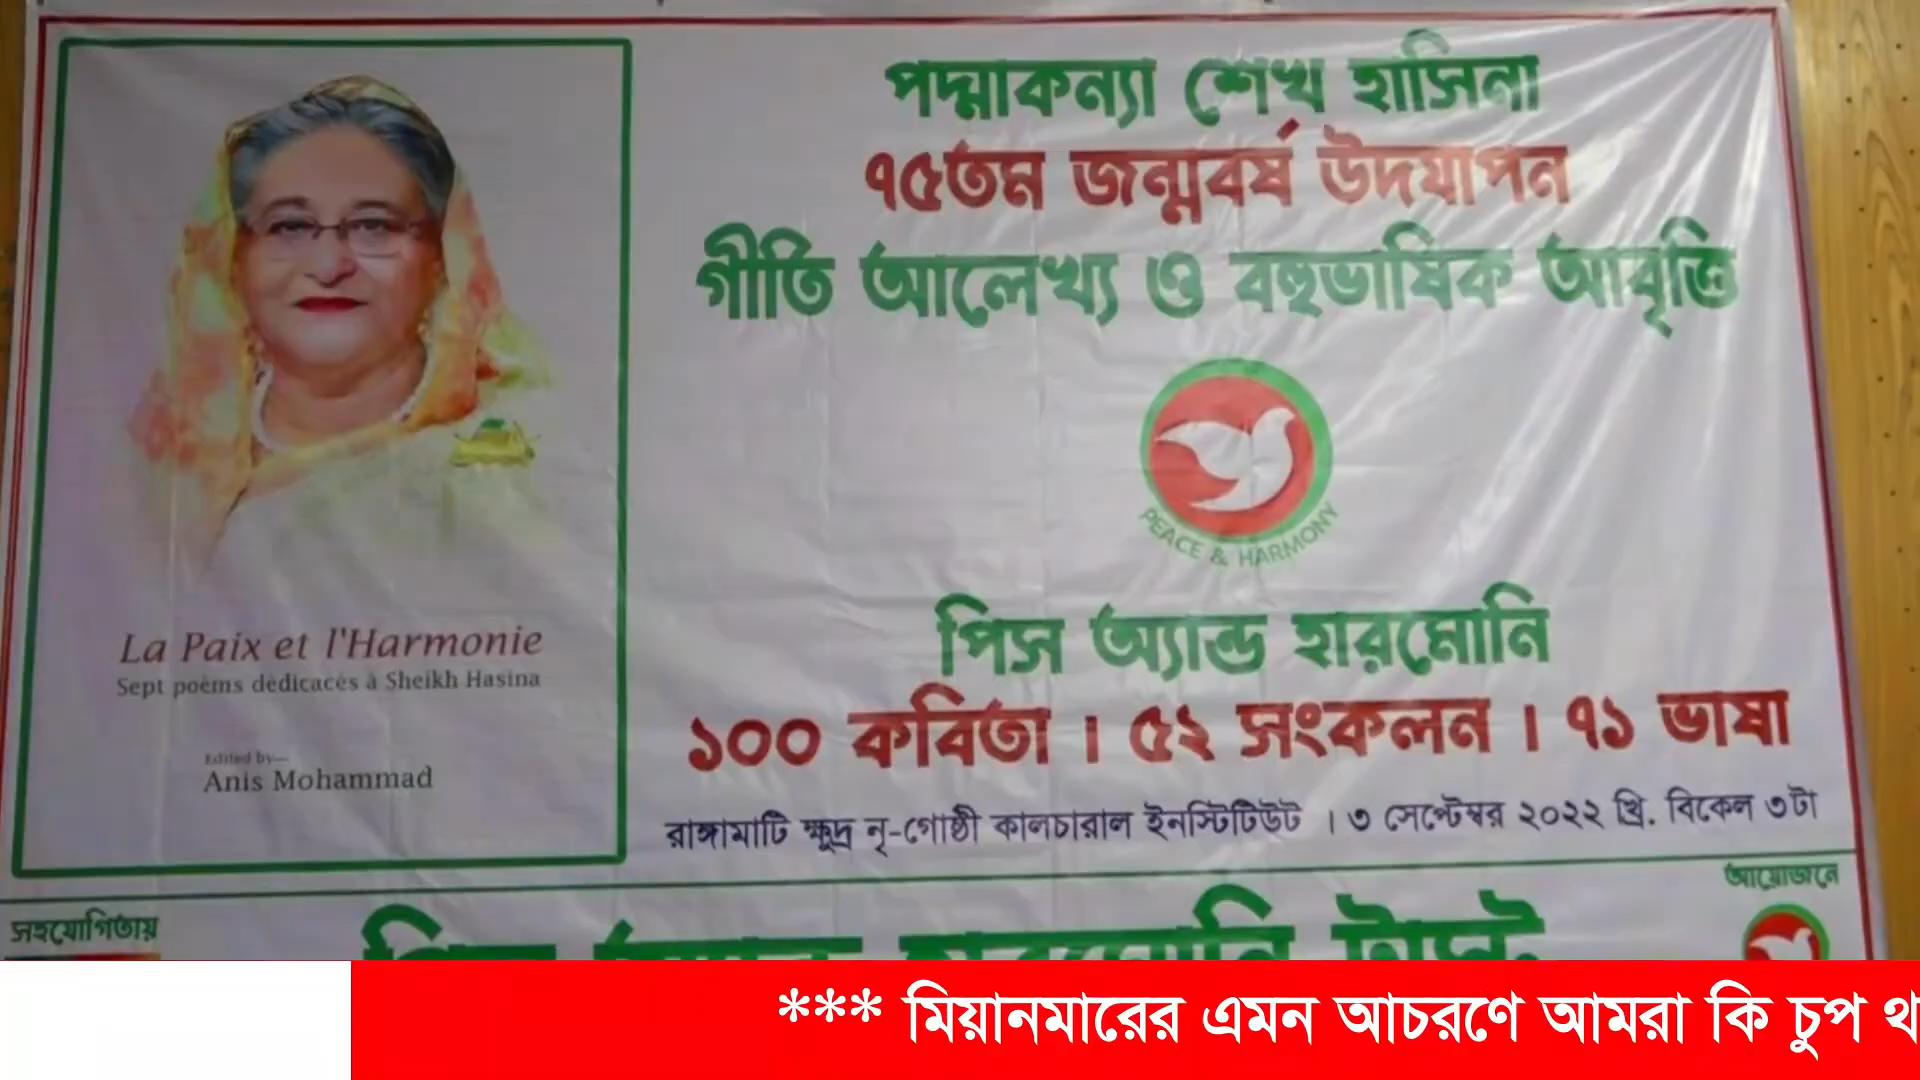 পদ্মাকন্যা শেখ হাসিনা
৭৫তম জন্মবর্ষ উদযাপন
গীতি আলেখ্য ও বহুভাষিক আবৃত্তি
PEACE & HARMONY
La Paix et l'Harmonie
Sept poèms dédicacés à Sheikh Hasina
Edited by—
Anis Mohammad
পিস অ্যান্ড হারমোনি
১০০ কবিতা । ৫২ সংকলন । ৭১ ভাষা
রাঙ্গামাটি ক্ষুদ্র নৃ-গোষ্ঠী কালচারাল ইনস্টিটিউট । ৩ সেপ্টেম্বর ২০২২ খ্রি. বিকেল ৩টা
সহযোগিতায়
আয়োজনে
পিস অ্যান্ড হারমোনি ট্রাস্ট
*** মিয়ানমারের এমন আচরণে আমরা কি চুপ থ